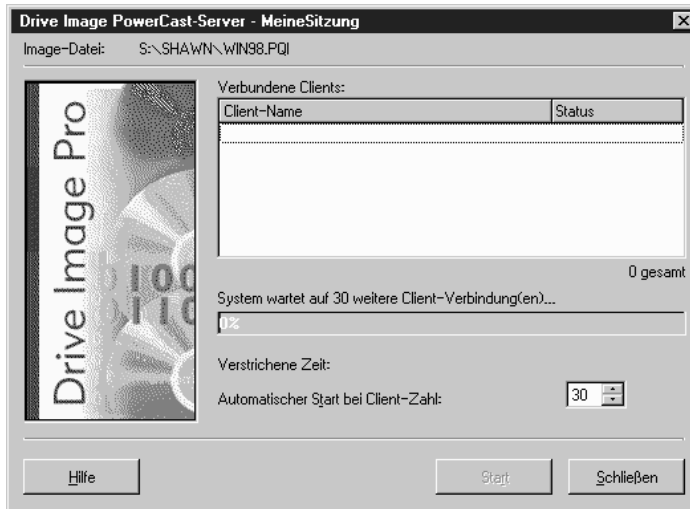 Drive Image PowerCast-Server - MeineSitzung
Image-Datei: S:\SHAWN\WIN98.PQI
Drive Image Pro
0100
0110
Verbundene Clients:
Client-Name Status
0 gesamt
System wartet auf 30 weitere Client-Verbindung(en)...
0%
Verstrichene Zeit:
Automatischer Start bei Client-Zahl: 30
Hilfe Start Schließen